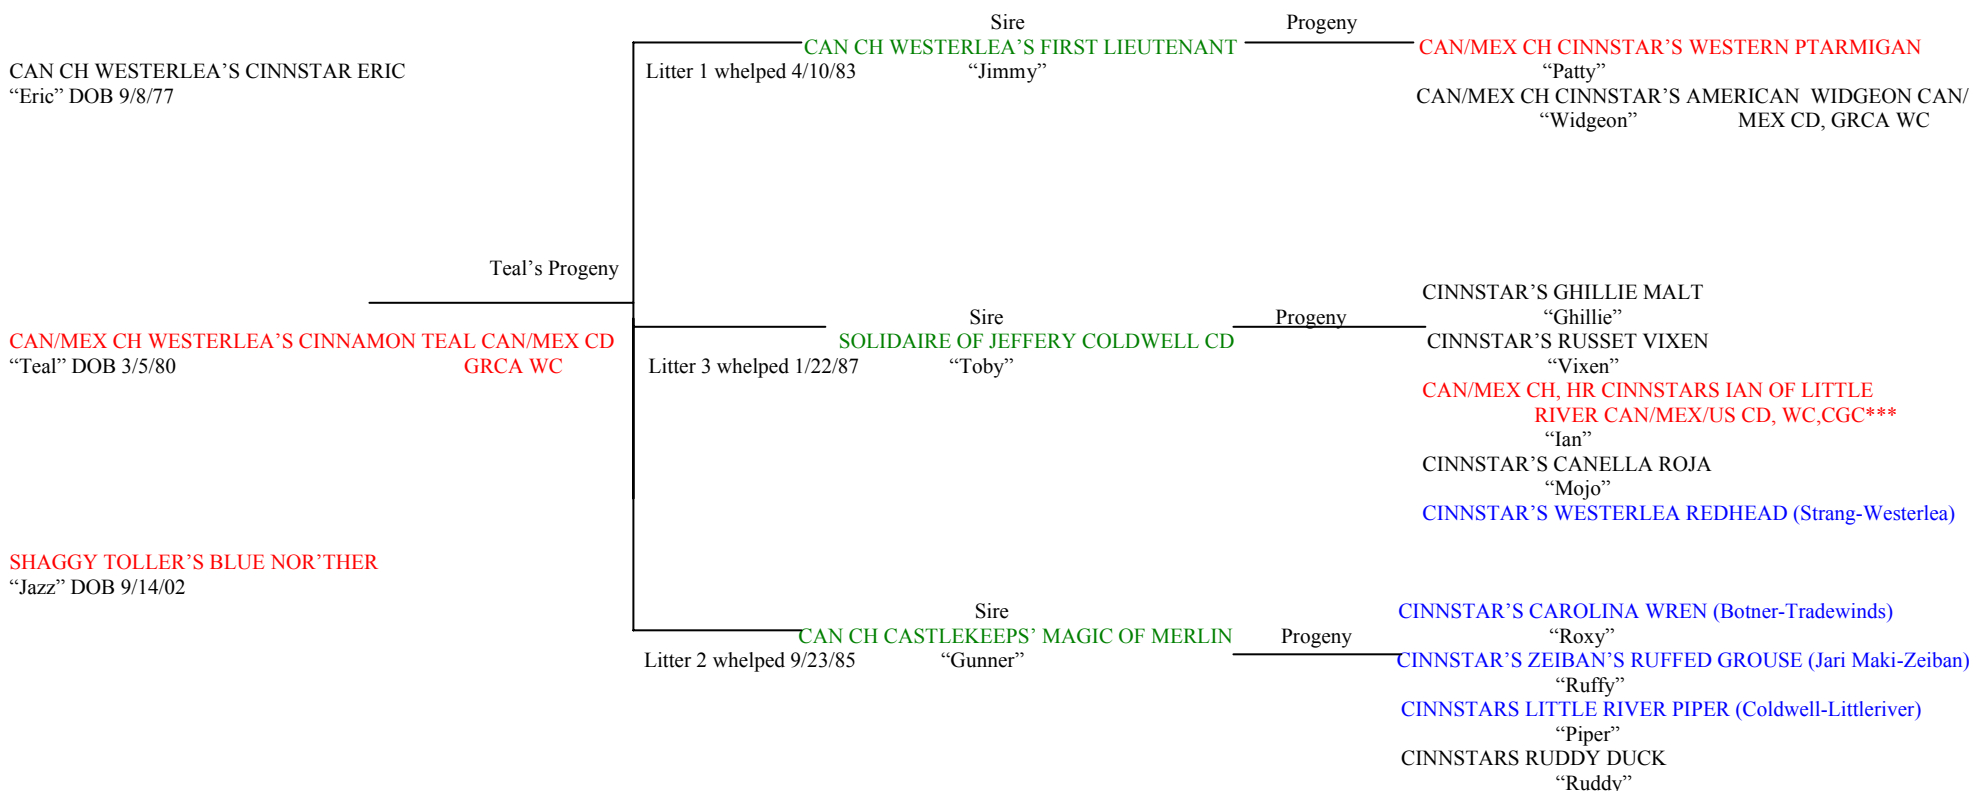 Sire
Progeny
CAN CH WESTERLEA’S FIRST LIEUTENANT
CAN/MEX CH CINNSTAR’S WESTERN PTARMIGAN
CAN CH WESTERLEA’S CINNSTAR ERIC
Litter 1 whelped 4/10/83
“Jimmy”
“Patty”
“Eric” DOB 9/8/77
CAN/MEX CH CINNSTAR’S AMERICAN WIDGEON CAN/
“Widgeon” MEX CD, GRCA WC
Teal’s Progeny
CINNSTAR’S GHILLIE MALT
Sire
Progeny
“Ghillie”
CAN/MEX CH WESTERLEA’S CINNAMON TEAL CAN/MEX CD
SOLIDAIRE OF JEFFERY COLDWELL CD
CINNSTAR’S RUSSET VIXEN
“Teal” DOB 3/5/80 GRCA WC
Litter 3 whelped 1/22/87
“Toby”
“Vixen”
CAN/MEX CH, HR CINNSTARS IAN OF LITTLE
RIVER CAN/MEX/US CD, WC,CGC***
“Ian”
CINNSTAR’S CANELLA ROJA
“Mojo”
CINNSTAR’S WESTERLEA REDHEAD (Strang-Westerlea)
SHAGGY TOLLER’S BLUE NOR’THER
“Jazz” DOB 9/14/02
Sire
CINNSTAR’S CAROLINA WREN (Botner-Tradewinds)
CAN CH CASTLEKEEPS’ MAGIC OF MERLIN
Progeny
“Roxy”
Litter 2 whelped 9/23/85
“Gunner”
CINNSTAR’S ZEIBAN’S RUFFED GROUSE (Jari Maki-Zeiban)
“Ruffy”
CINNSTARS LITTLE RIVER PIPER (Coldwell-Littleriver)
“Piper”
CINNSTARS RUDDY DUCK
“Ruddy”